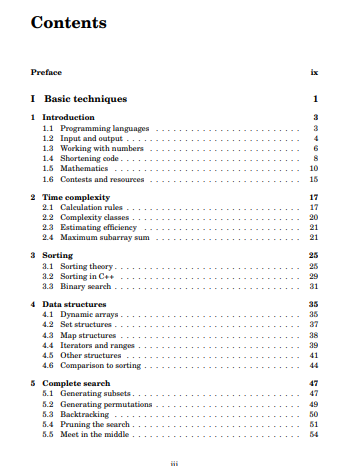 Contents
Preface ix
I Basic techniques 1
1 Introduction 3
1.1 Programming languages . . . . . . . . . . . . . . . . . . . . 3
1.2 Input and output . . . . . . . . . . . . . . . . . . . . 4
1.3 Working with numbers . . . . . . . . . . . . . . . . . . . . 6
1.4 Shortening code . . . . . . . . . . . . . . . . . . . . 8
1.5 Mathematics . . . . . . . . . . . . . . . . . . . . 10
1.6 Contests and resources . . . . . . . . . . . . . . . . . . . . 15
2 Time complexity 17
2.1 Calculation rules . . . . . . . . . . . . . . . . . . . . 17
2.2 Complexity classes . . . . . . . . . . . . . . . . . . . . 20
2.3 Estimating efficiency . . . . . . . . . . . . . . . . . . . . 21
2.4 Maximum subarray sum . . . . . . . . . . . . . . . . . . . . 21
3 Sorting 25
3.1 Sorting theory . . . . . . . . . . . . . . . . . . . . 25
3.2 Sorting in C++ . . . . . . . . . . . . . . . . . . . . 29
3.3 Binary search . . . . . . . . . . . . . . . . . . . . 31
4 Data structures 35
4.1 Dynamic arrays . . . . . . . . . . . . . . . . . . . . 35
4.2 Set structures . . . . . . . . . . . . . . . . . . . . 37
4.3 Map structures . . . . . . . . . . . . . . . . . . . . 38
4.4 Iterators and ranges . . . . . . . . . . . . . . . . . . . . 39
4.5 Other structures . . . . . . . . . . . . . . . . . . . . 41
4.6 Comparison to sorting . . . . . . . . . . . . . . . . . . . . 44
5 Complete search 47
5.1 Generating subsets . . . . . . . . . . . . . . . . . . . . 47
5.2 Generating permutations . . . . . . . . . . . . . . . . . . . . 49
5.3 Backtracking . . . . . . . . . . . . . . . . . . . . 50
5.4 Pruning the search . . . . . . . . . . . . . . . . . . . . 51
5.5 Meet in the middle . . . . . . . . . . . . . . . . . . . . 54
iii